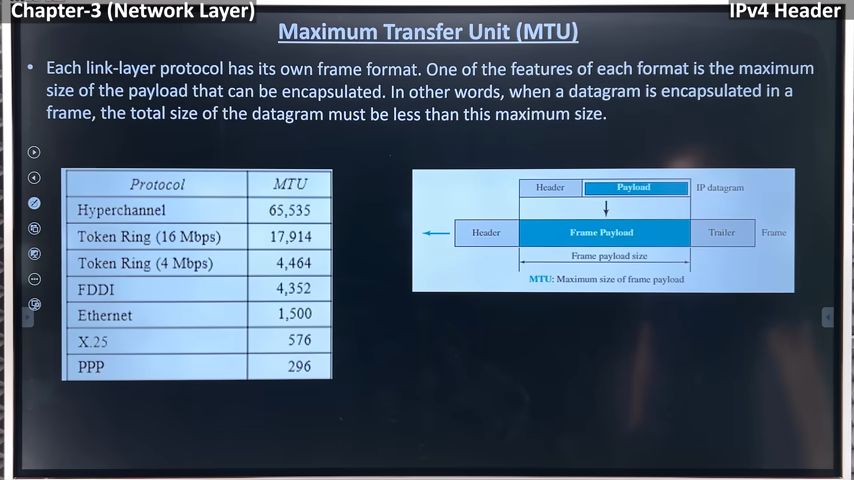 Chapter-3 (Network Layer)
IPv4 Header
Maximum Transfer Unit (MTU)
• Each link-layer protocol has its own frame format. One of the features of each format is the maximum
size of the payload that can be encapsulated. In other words, when a datagram is encapsulated in a
frame, the total size of the datagram must be less than this maximum size.
Protocol MTU
Hyperchannel 65,535
Token Ring (16 Mbps) 17,914
Token Ring (4 Mbps) 4,464
FDDI 4,352
Ethernet 1,500
X.25 576
PPP 296
Header Payload IP datagram
Header Frame Payload Trailer Frame
Frame payload size
MTU: Maximum size of frame payload